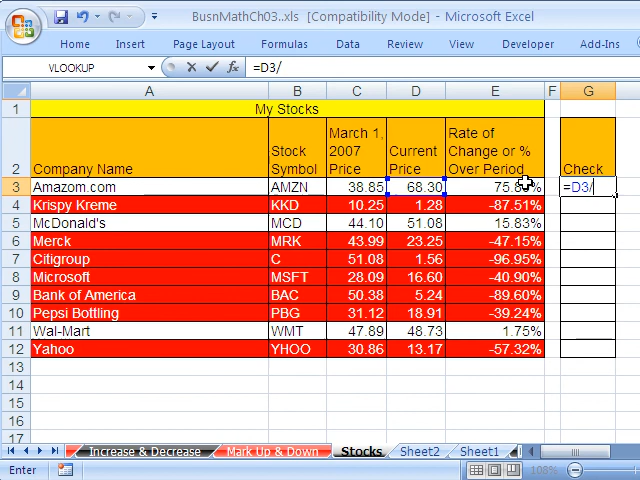 BusnMathCh03..xls [Compatibility Mode] - Microsoft Excel
Home Insert Page Layout Formulas Data Review View Developer Add-Ins
VLOOKUP fx =D3/
A B C D E F G
1 My Stocks
2 Company Name Stock Symbol March 1, 2007 Price Current Price Rate of Change or % Over Period Check
3 Amazom.com AMZN 38.85 68.30 75.8 % =D3/
4 Krispy Kreme KKD 10.25 1.28 -87.51%
5 McDonald's MCD 44.10 51.08 15.83%
6 Merck MRK 43.99 23.25 -47.15%
7 Citigroup C 51.08 1.56 -96.95%
8 Microsoft MSFT 28.09 16.60 -40.90%
9 Bank of America BAC 50.38 5.24 -89.60%
10 Pepsi Bottling PBG 31.12 18.91 -39.24%
11 Wal-Mart WMT 47.89 48.73 1.75%
12 Yahoo YHOO 30.86 13.17 -57.32%
13
14
15
16
17
Increase & Decrease Mark Up & Down Stocks Sheet2 Sheet1
Enter 108%